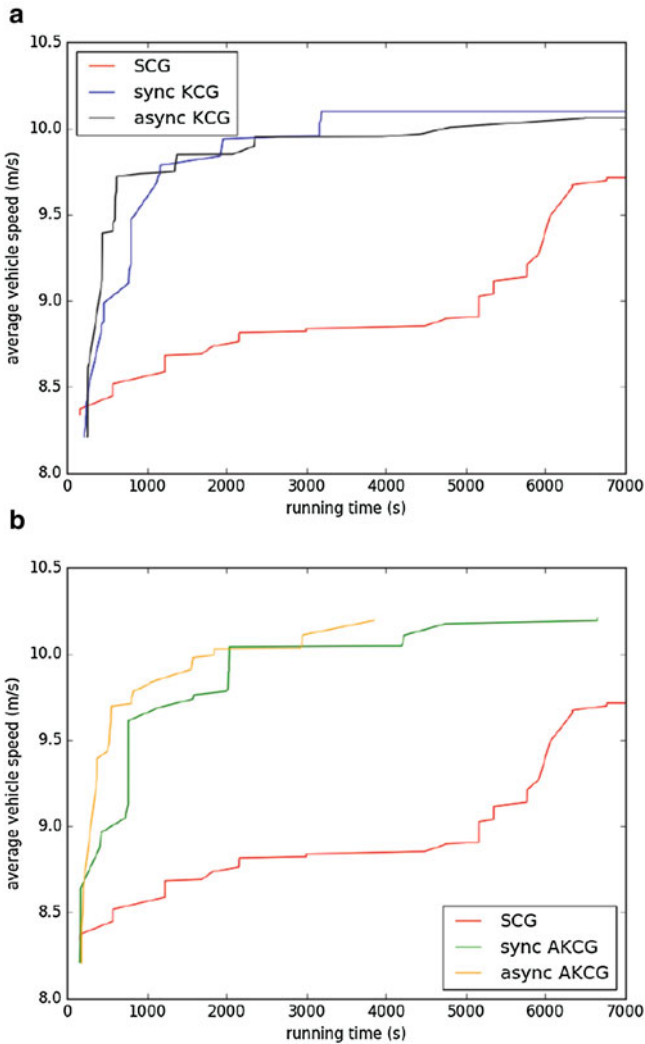 a
10.5
10.0
9.5
9.0
8.5
8.0
average vehicle speed (m/s)
SCG
sync KCG
async KCG
0 1000 2000 3000 4000 5000 6000 7000
running time (s)
b
10.5
10.0
9.5
9.0
8.5
8.0
average vehicle speed (m/s)
SCG
sync AKCG
async AKCG
0 1000 2000 3000 4000 5000 6000 7000
running time (s)